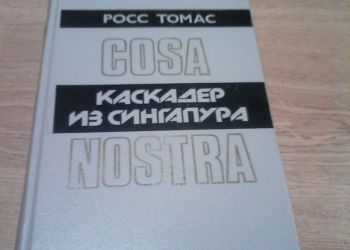 РОСС ТОМАС
COSA
КАСКАДЕР
ИЗ СИНГАПУРА
NOSTRA